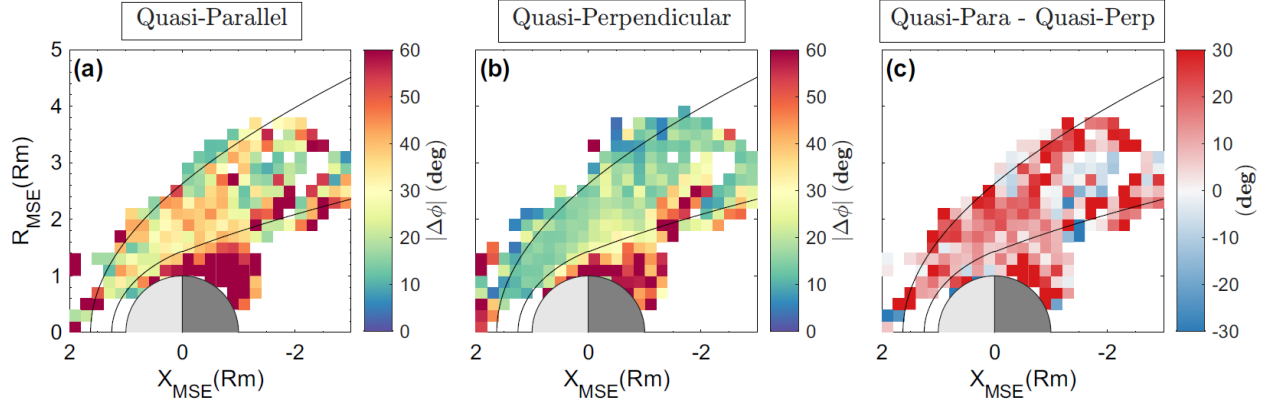 Quasi-Parallel
Quasi-Perpendicular
Quasi-Para - Quasi-Perp
(a)
(b)
(c)
R_MSE(Rm)
5
4
3
2
1
0
2
0
-2
X_MSE(Rm)
60
50
40
30
20
10
0
|Δϕ| (deg)
2
0
-2
X_MSE(Rm)
60
50
40
30
20
10
0
|Δϕ| (deg)
2
0
-2
X_MSE(Rm)
30
20
10
0
-10
-20
-30
(deg)